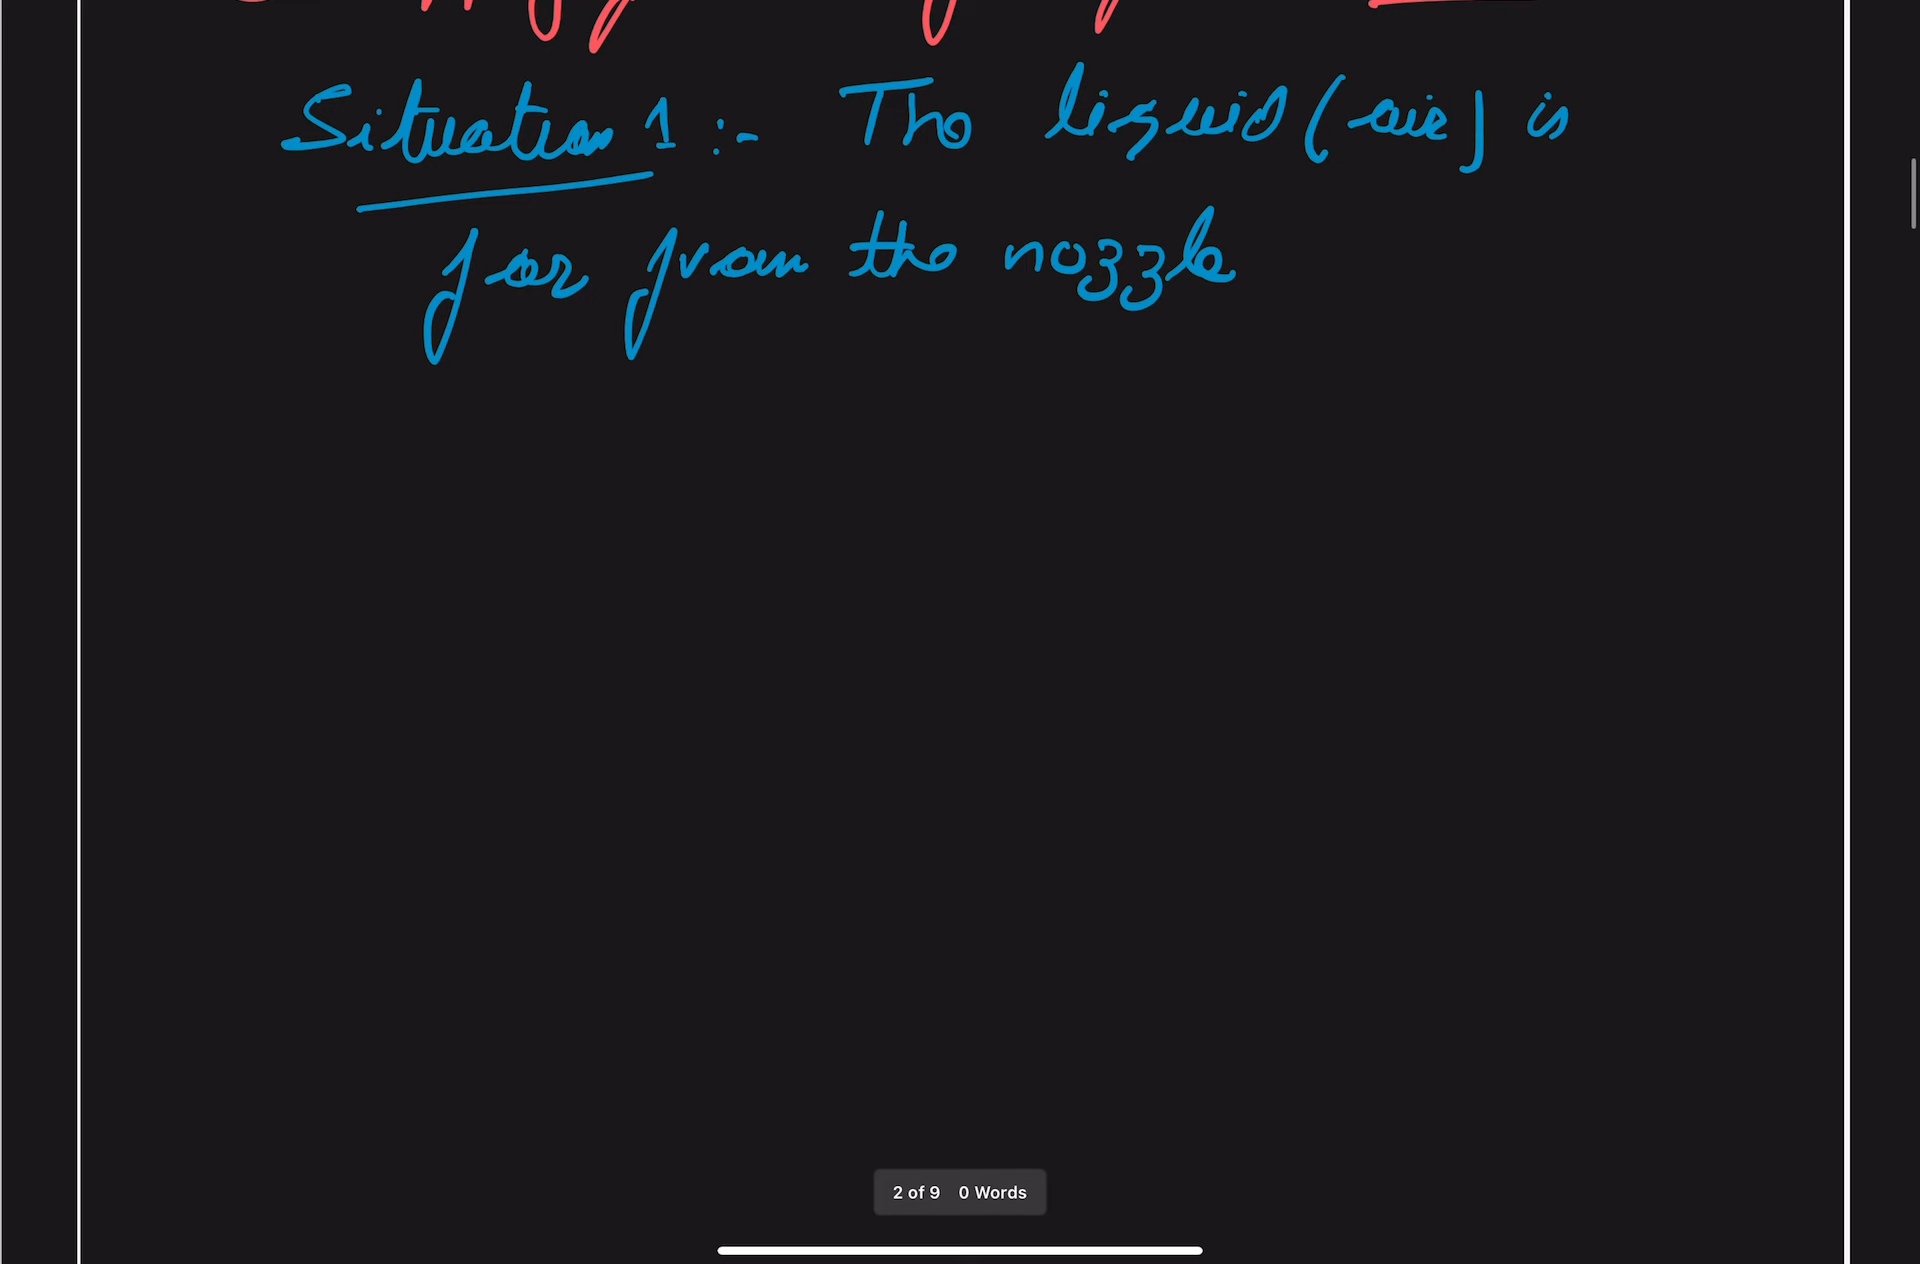 Situation 1 :- The liquid (air) is
far from the nozzle
2 of 9 0 Words